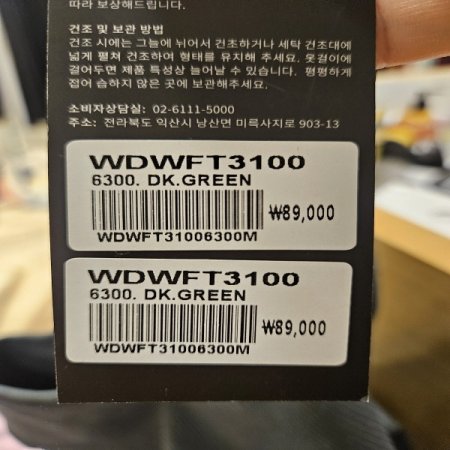 따라 보상해드립니다.
건조 및 보관 방법
건조 시에는 그늘에 뉘어서 건조하거나 세탁 건조대에
넓게 펼쳐 건조하여 형태를 유지해 주세요. 옷걸이에
걸어두면 제품 특성상 늘어날 수 있습니다. 평평하게
접어 습하지 않은 곳에 보관해주세요.
소비자상담실: 02-6111-5000
주소: 전라북도 익산시 낭산면 미륵사지로 903-13
WDWFT3100
6300. DK.GREEN
₩89,000
WDWFT31006300M
WDWFT3100
6300. DK.GREEN
₩89,000
WDWFT31006300M